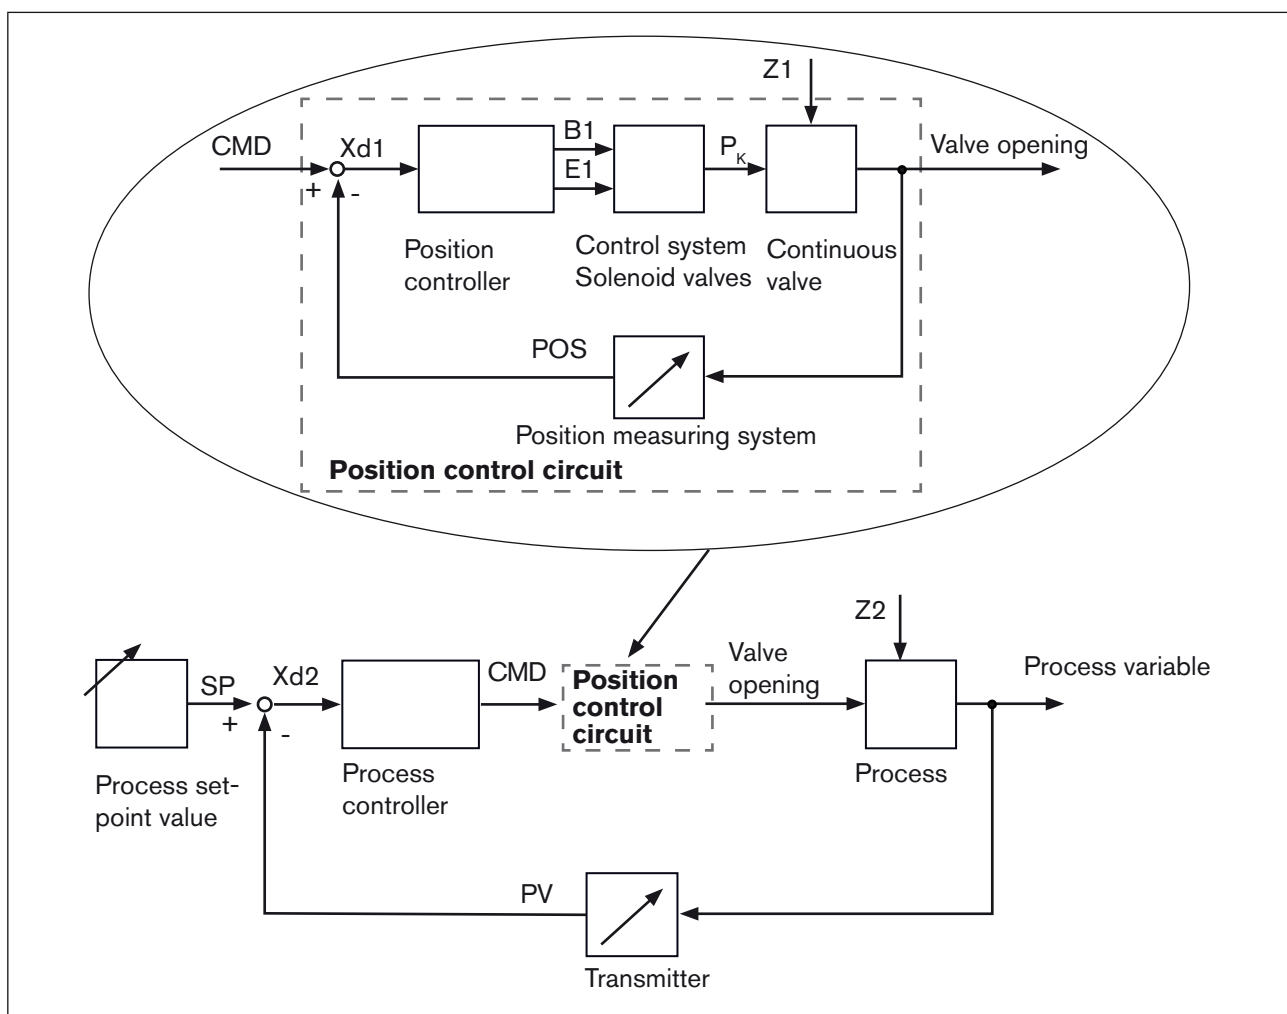 Z1
CMD
Xd1
B1
E1
PK
Valve opening
+
-
Position
controller
Control system
Solenoid valves
Continuous
valve
POS
Position measuring system
Position control circuit
Z2
SP
Xd2
CMD
Position
control
circuit
Valve
opening
Process variable
+
-
Process set-
point value
Process
controller
Process
PV
Transmitter